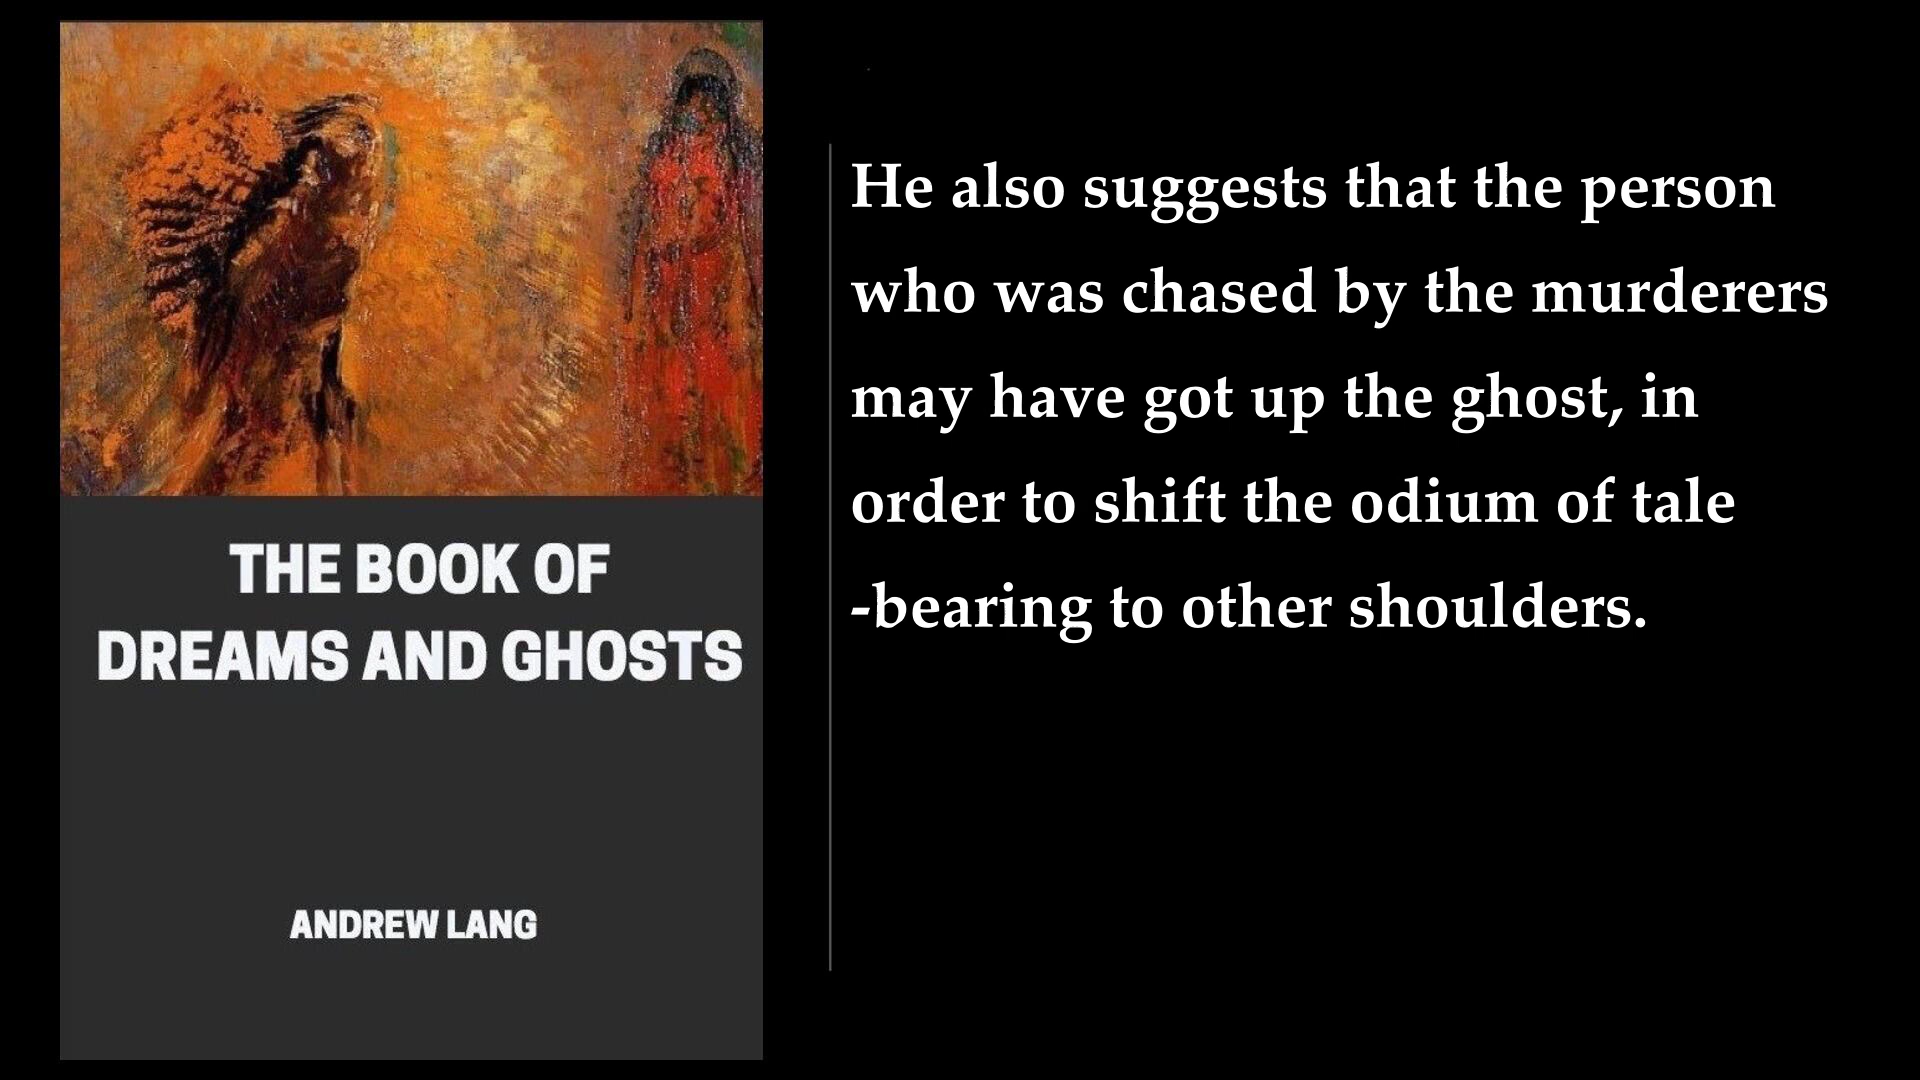 THE BOOK OF
DREAMS AND GHOSTS
ANDREW LANG
He also suggests that the person
who was chased by the murderers
may have got up the ghost, in
order to shift the odium of tale
-bearing to other shoulders.